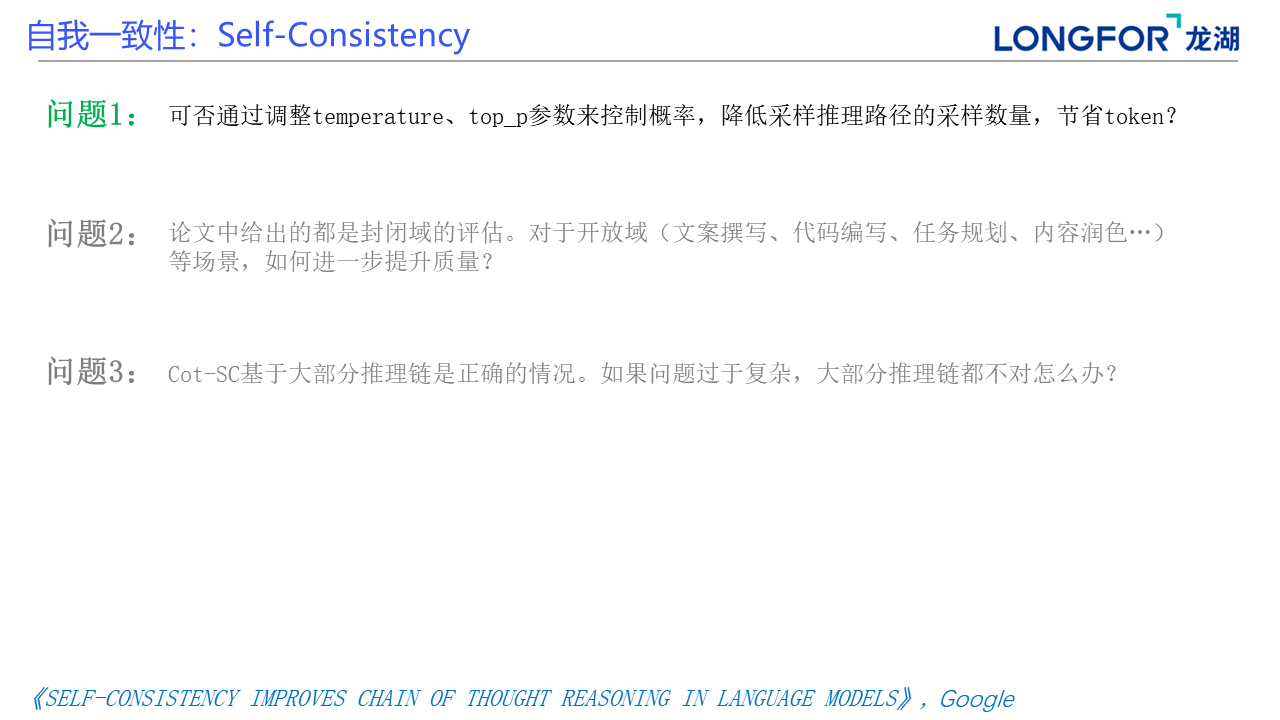 自我一致性：Self-Consistency
LONGFOR 龙湖
问题1： 可否通过调整temperature、top_p参数来控制概率，降低采样推理路径的采样数量，节省token？
问题2： 论文中给出的都是封闭域的评估。对于开放域（文案撰写、代码编写、任务规划、内容润色…）
等场景，如何进一步提升质量？
问题3： Cot-SC基于大部分推理链是正确的情况。如果问题过于复杂，大部分推理链都不对怎么办？
《SELF-CONSISTENCY IMPROVES CHAIN OF THOUGHT REASONING IN LANGUAGE MODELS》，Google